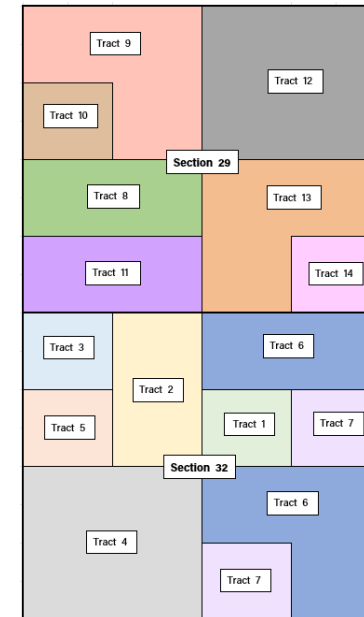 Tract 9
Tract 12
Tract 10
Section 29
Tract 8
Tract 13
Tract 11
Tract 14
Tract 3
Tract 6
Tract 2
Tract 5
Tract 1
Tract 7
Section 32
Tract 6
Tract 4
Tract 7